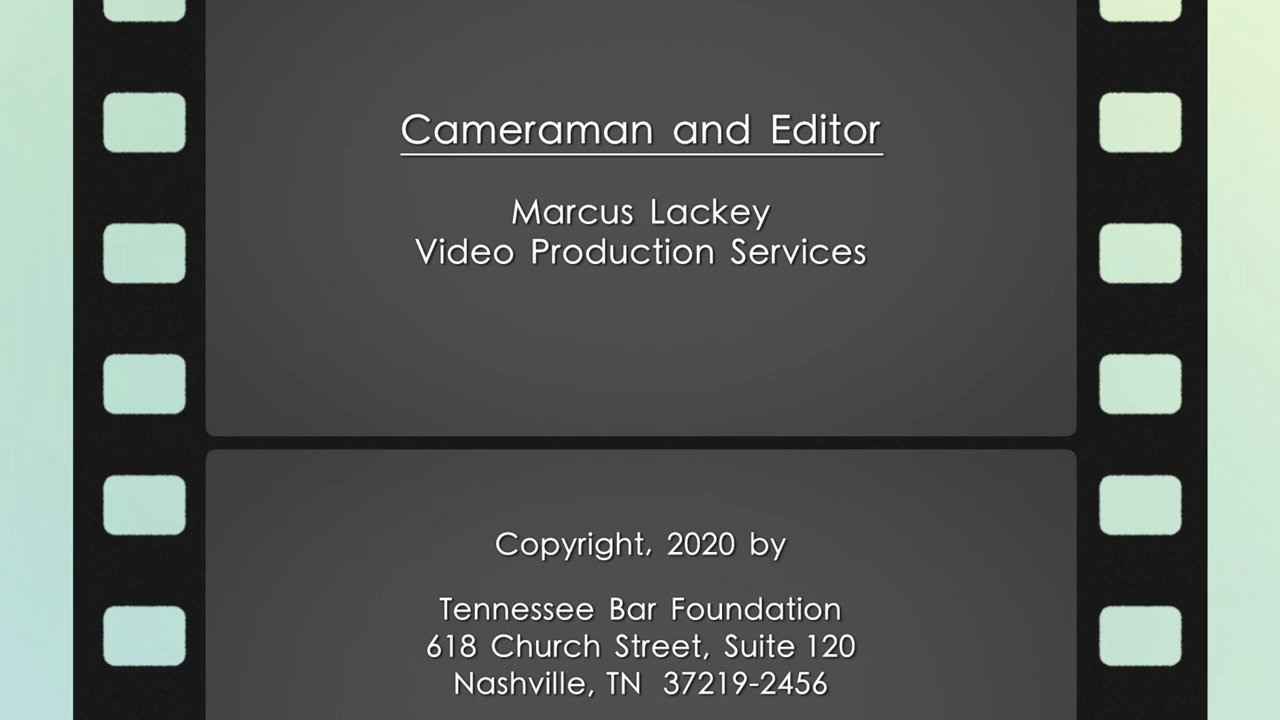 Cameraman and Editor
Marcus Lackey
Video Production Services
Copyright, 2020 by
Tennessee Bar Foundation
618 Church Street, Suite 120
Nashville, TN 37219-2456